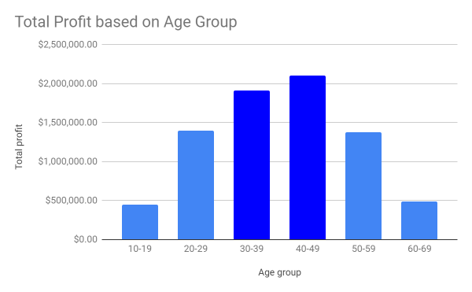 Total Profit based on Age Group
$2,500,000.00
$2,000,000.00
$1,500,000.00
$1,000,000.00
$500,000.00
$0.00
Total profit
10-19 20-29 30-39 40-49 50-59 60-69
Age group